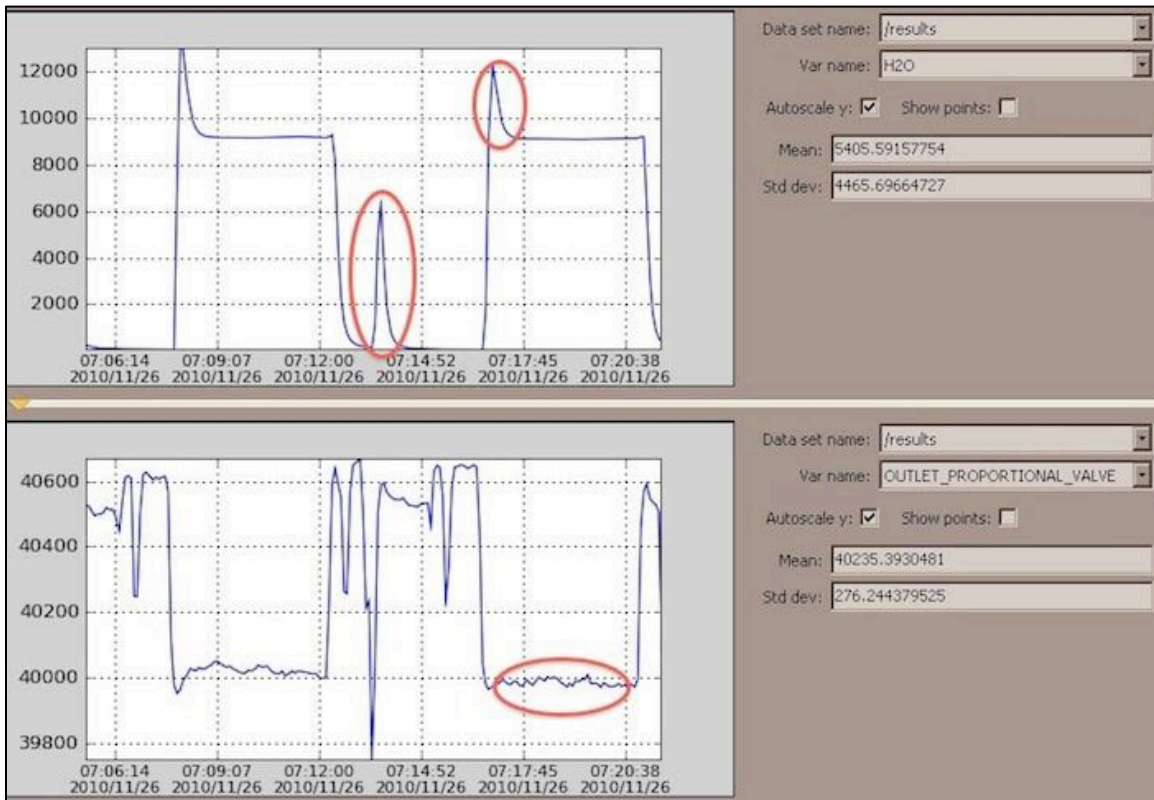 Data set name: /results
Var name: H2O
Autoscale y: Show points:
Mean: 5405.59157754
Std dev: 4465.69664727
12000
10000
8000
6000
4000
2000
07:06:14 07:09:07 07:12:00 07:14:52 07:17:45 07:20:38
2010/11/26 2010/11/26 2010/11/26 2010/11/26 2010/11/26 2010/11/26
Data set name: /results
Var name: OUTLET_PROPORTIONAL_VALVE
Autoscale y: Show points:
Mean: 40235.3930481
Std dev: 276.244379525
40600
40400
40200
40000
39800
07:06:14 07:09:07 07:12:00 07:14:52 07:17:45 07:20:38
2010/11/26 2010/11/26 2010/11/26 2010/11/26 2010/11/26 2010/11/26